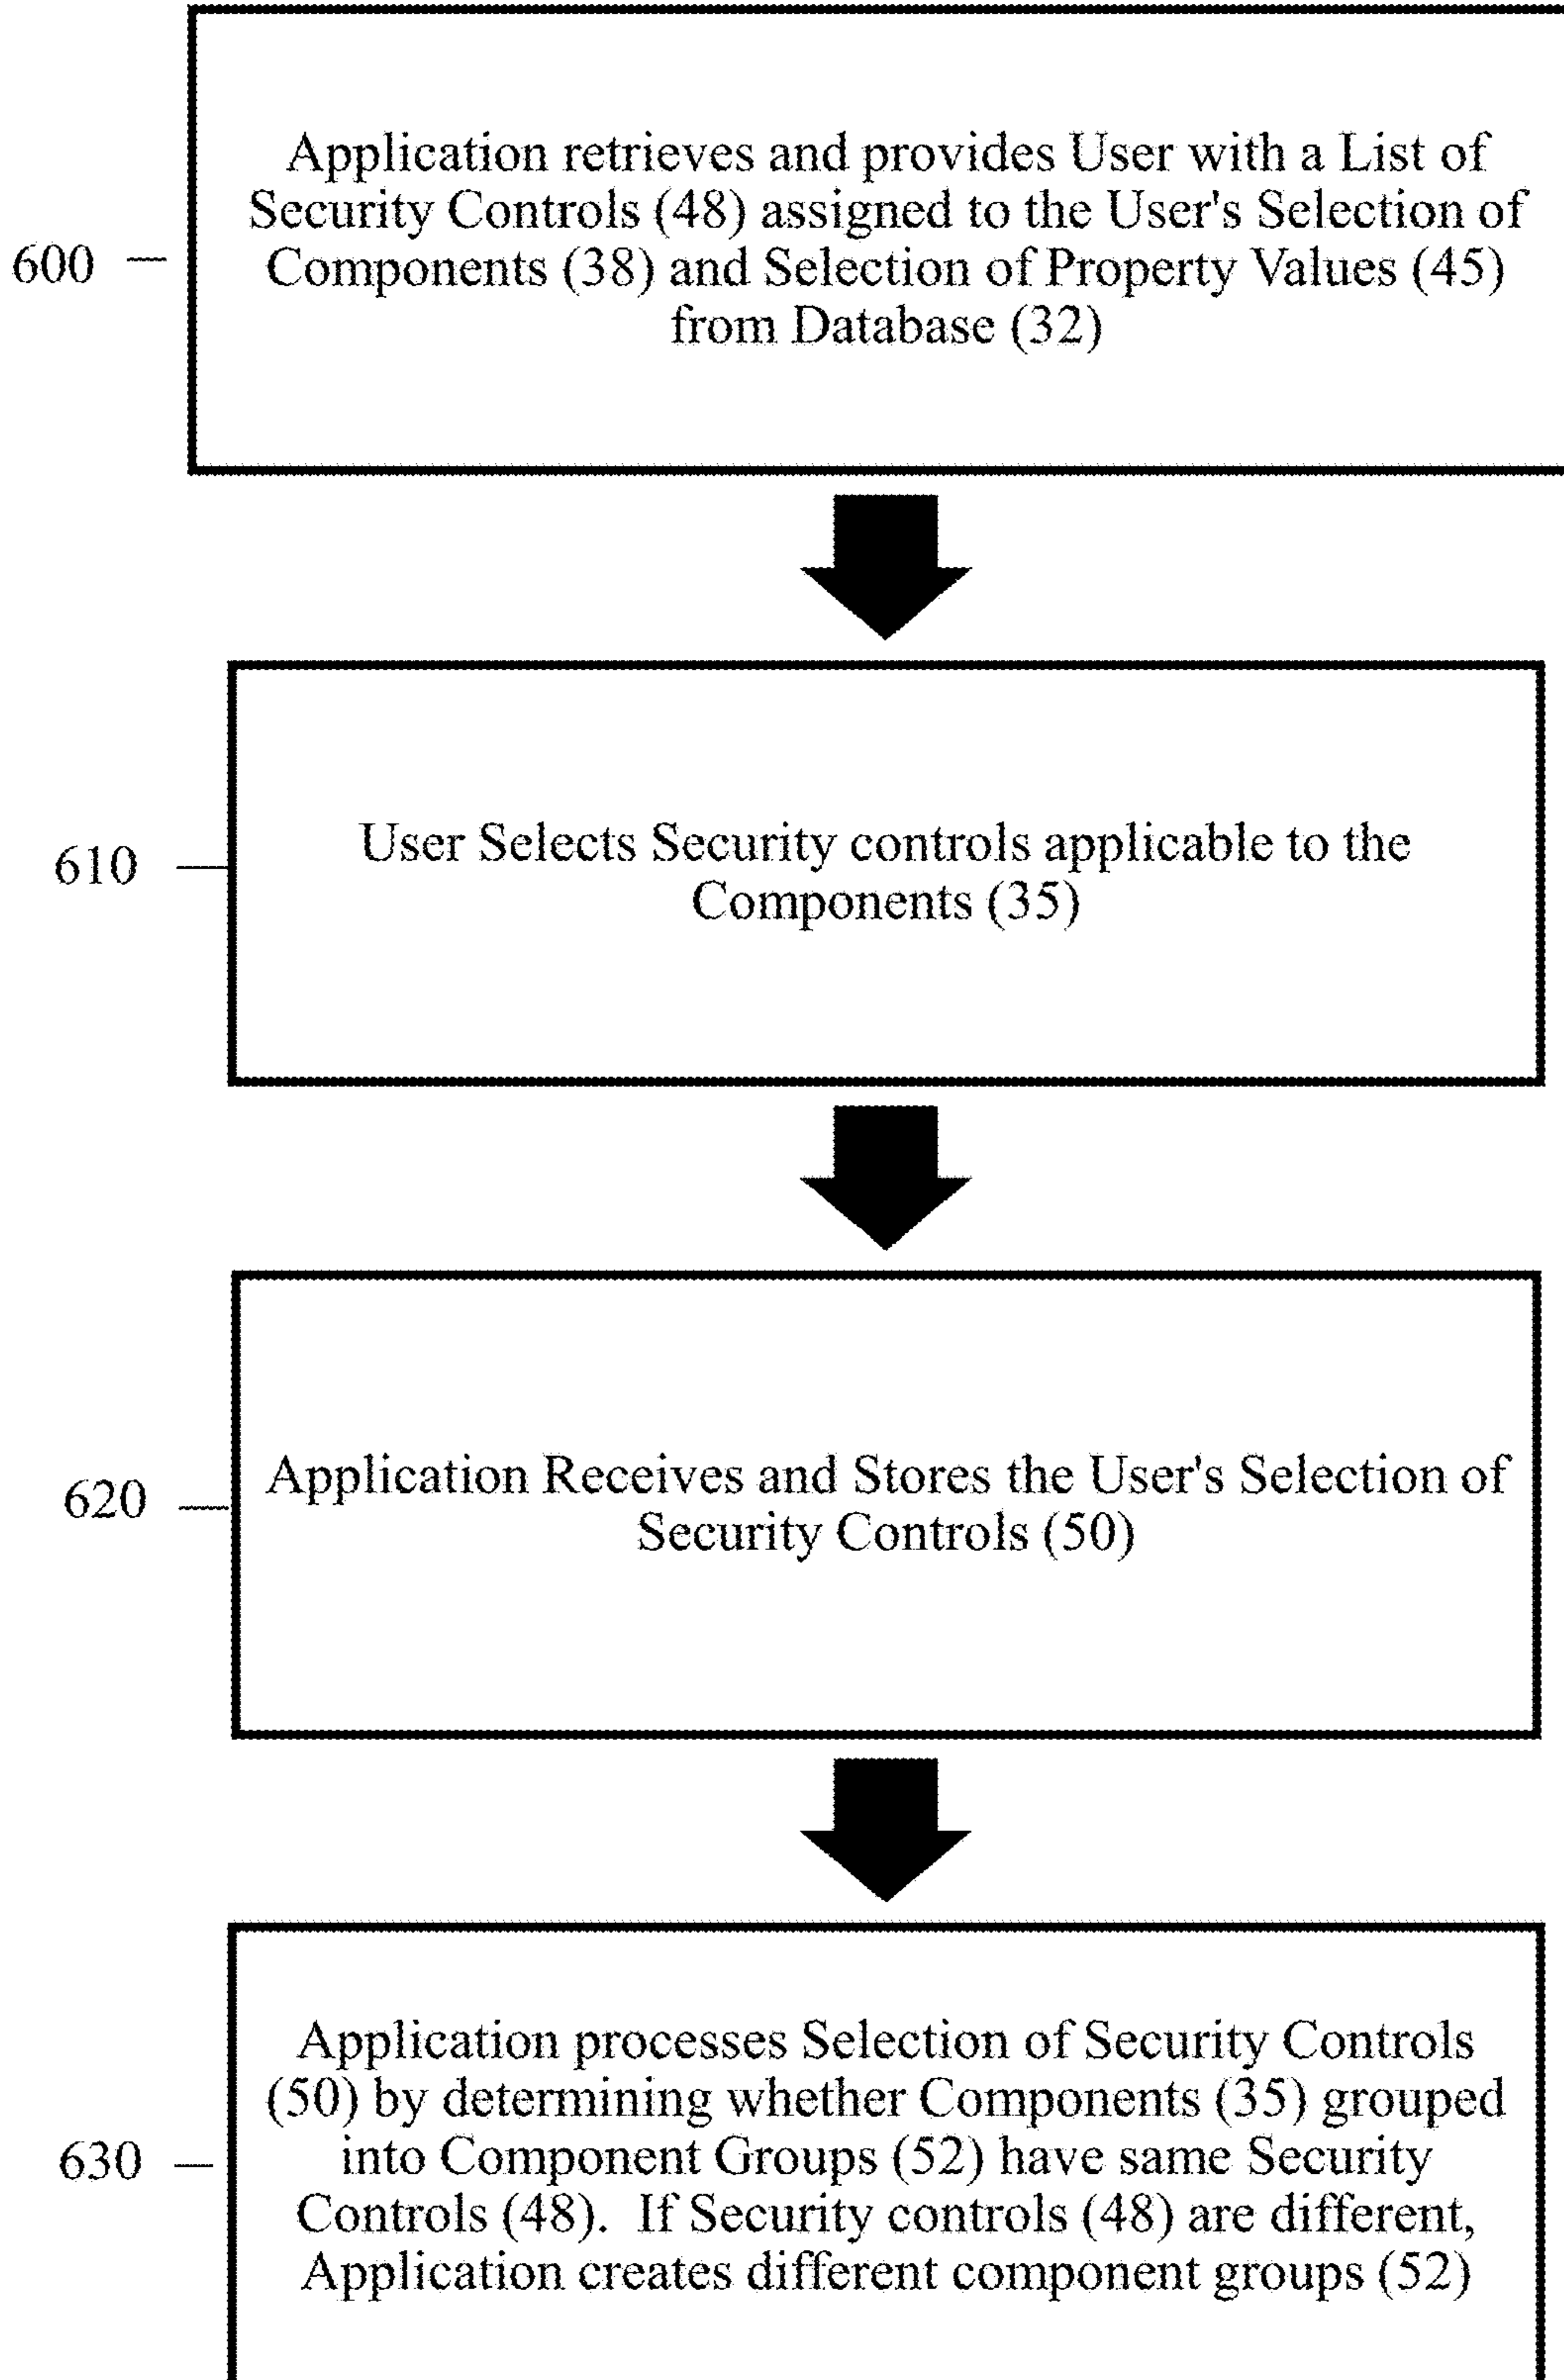 Application retrieves and provides User with a List of
Security Controls (48) assigned to the User's Selection of
600
Components (38) and Selection of Property Values (45)
from Database (32)
User Selects Security controls applicable to the
610
Components (35)
Application Receives and Stores the User's Selection of
620
Security Controls (50)
Application processes Selection of Security Controls
(50) by determining whether Components (35) grouped
into Component Groups (52) have same Security
630
Controls (48).  If Security controls (48) are different,
Application creates different component groups (52)